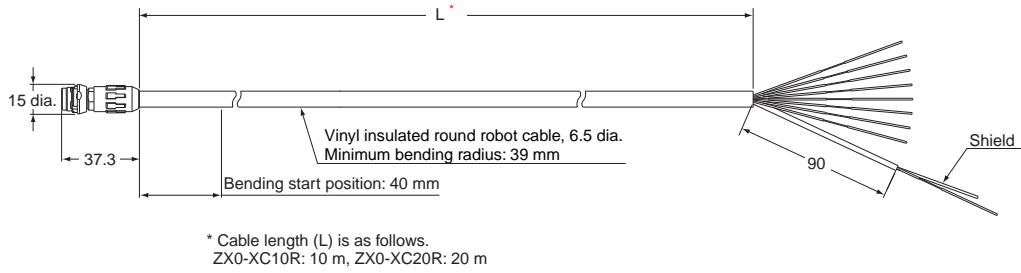 L *
15 dia.
37.3
Vinyl insulated round robot cable, 6.5 dia.
Minimum bending radius: 39 mm
Bending start position: 40 mm
90
Shield
* Cable length (L) is as follows.
ZX0-XC10R: 10 m, ZX0-XC20R: 20 m